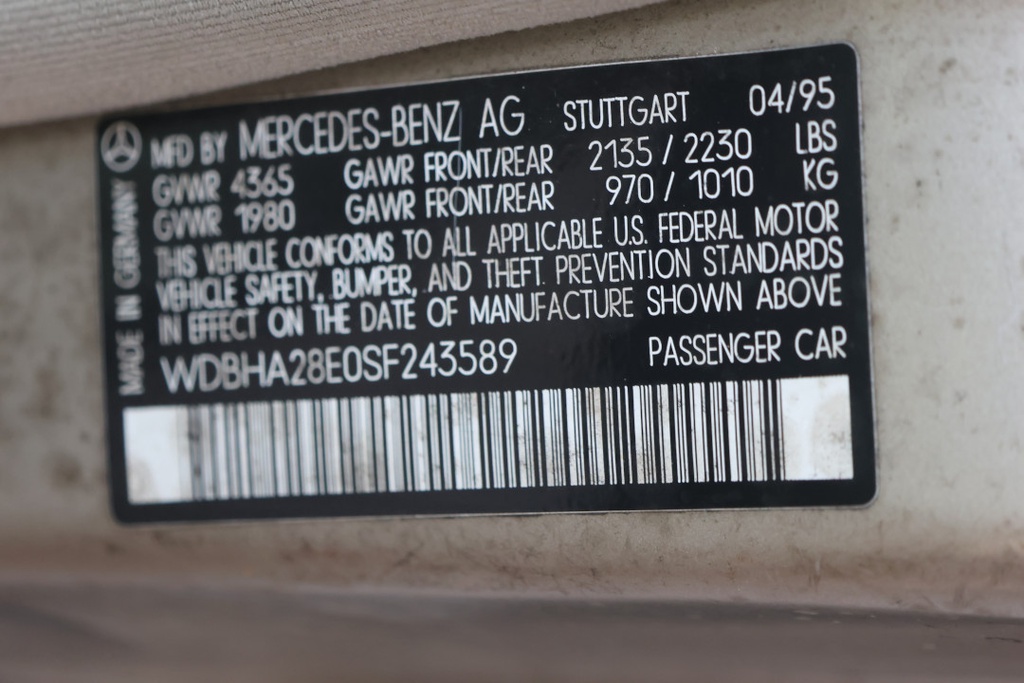 MFD BY MERCEDES-BENZ AG STUTTGART 04/95
GVWR 4365 GAWR FRONT/REAR 2135 / 2230 LBS
GVWR 1980 GAWR FRONT/REAR 970 / 1010 KG
THIS VEHICLE CONFORMS TO ALL APPLICABLE U.S. FEDERAL MOTOR
VEHICLE SAFETY, BUMPER, AND THEFT PREVENTION STANDARDS
IN EFFECT ON THE DATE OF MANUFACTURE SHOWN ABOVE
WDBHA28E0SF243589 PASSENGER CAR
MADE IN GERMANY